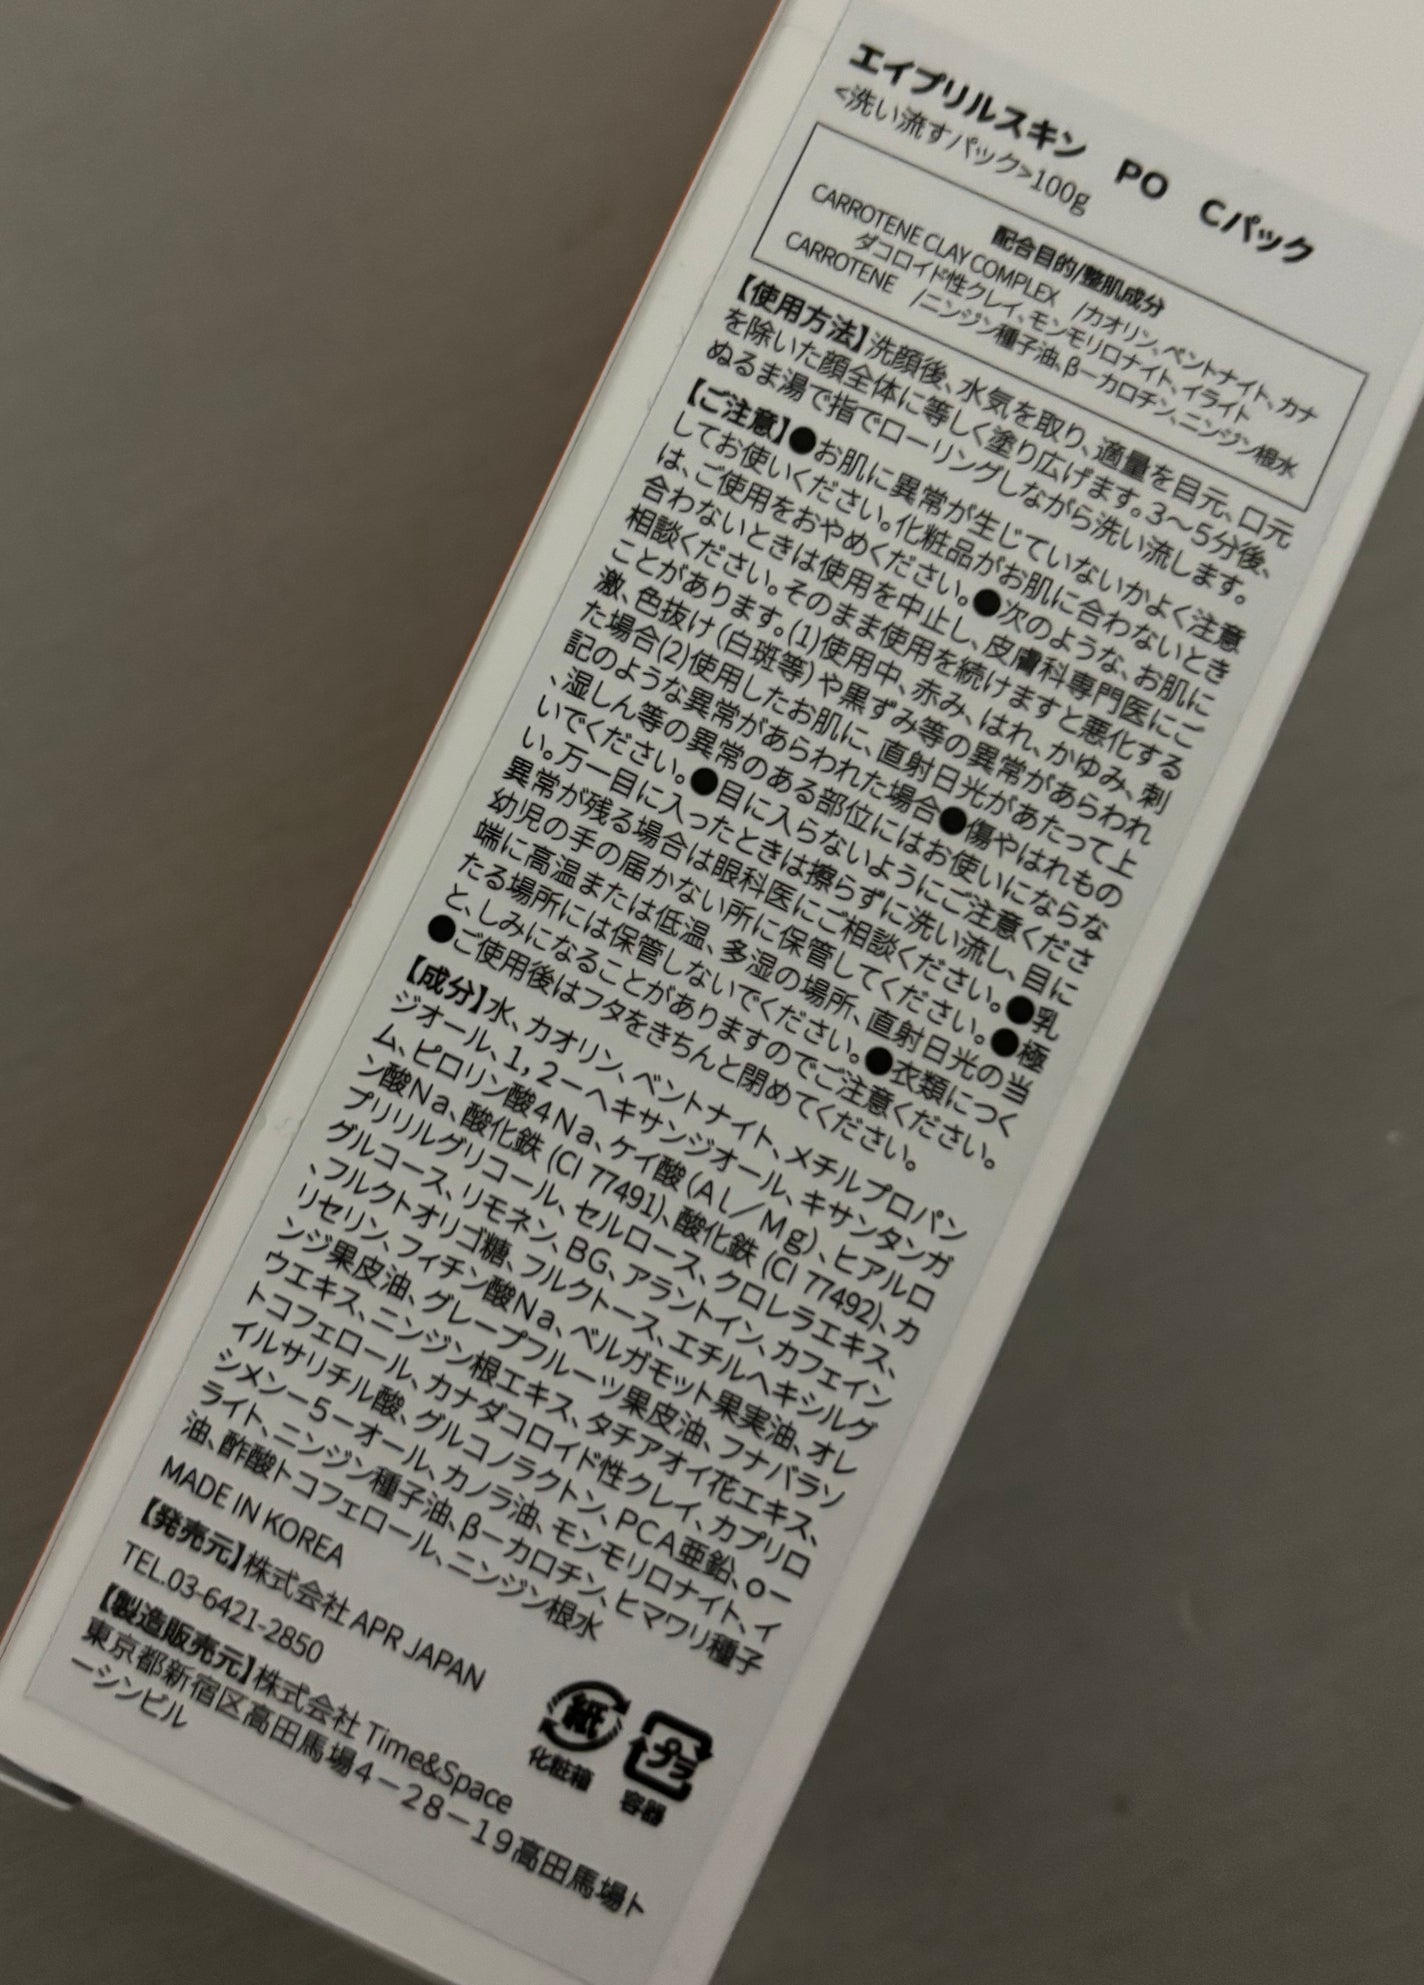 エイプリルスキン　PO　Cパック
<洗い流すパック>100g
配合目的/整肌成分
CARROTENE CLAY COMPLEX　/カオリン、ベントナイト、カナ
ダコロイド性クレイ、モンモリロナイト、イライト
CARROTENE　/ニンジン種子油、β－カロチン、ニンジン根水
【使用方法】洗顔後、水気を取り、適量を目元、口元
を除いた顔全体に等しく塗り広げます。3～5分後、
ぬるま湯で指でローリングしながら洗い流します。
【ご注意】●お肌に異常が生じていないかよく注意
してお使いください。化粧品がお肌に合わないとき
は、ご使用をおやめください。●次のような、お肌に
合わないときは使用を中止し、皮膚科専門医にご
相談ください。そのまま使用を続けますと悪化する
ことがあります。(1)使用中、赤み、はれ、かゆみ、刺
激、色抜け(白斑等)や黒ずみ等の異常があらわれ
た場合(2)使用したお肌に、直射日光があたって上
記のような異常があらわれた場合●傷やはれもの
、湿しん等の異常のある部位にはお使いにならな
いでください。●目に入らないようにご注意くださ
い。万一目に入ったときは擦らずに洗い流し、目に
異常が残る場合は眼科医にご相談ください。●乳
幼児の手の届かない所に保管してください。●極
端に高温または低温、多湿の場所、直射日光の当
たる場所には保管しないでください。●衣類につく
と、しみになることがありますのでご注意ください。
●ご使用後はフタをきちんと閉めてください。
【成分】水、カオリン、ベントナイト、メチルプロパン
ジオール、1,2－ヘキサンジオール、キサンタンガ
ム、ピロリン酸4Na、ケイ酸(AL／Mg)、ヒアルロ
ン酸Na、酸化鉄(CI 77491)、酸化鉄(CI 77492)、カ
プリリルグリコール、セルロース、クロレラエキス、
グルコース、リモネン、BG、アラントイン、カフェイン
、フルクトオリゴ糖、フルクトース、エチルヘキシルグ
リセリン、フィチン酸Na、ベルガモット果実油、オレ
ンジ果皮油、グレープフルーツ果皮油、フナバラソ
ウエキス、ニンジン根エキス、タチアオイ花エキス、
トコフェロール、カナダコロイド性クレイ、カプリロ
イルサリチル酸、グルコノラクトン、PCA亜鉛、o－
シメン－5－オール、カノラ油、モンモリロナイト、イ
ライト、ニンジン種子油、β－カロチン、ヒマワリ種子
油、酢酸トコフェロール、ニンジン根水
MADE IN KOREA
【発売元】株式会社 APR JAPAN
TEL.03-6421-2850
【製造販売元】株式会社 Time&Space
東京都新宿区高田馬場4－28－19高田馬場ト
ーシンビル
紙
化粧箱
プラ
容器